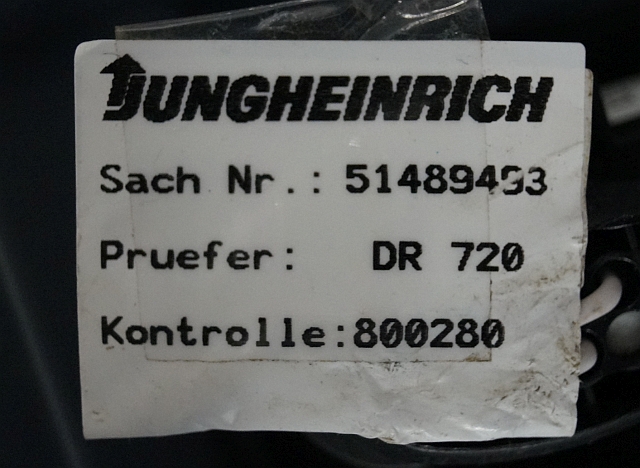 JUNGHEINRICH
Sach Nr.: 51489493
Pruefer: DR 720
Kontrolle:800280